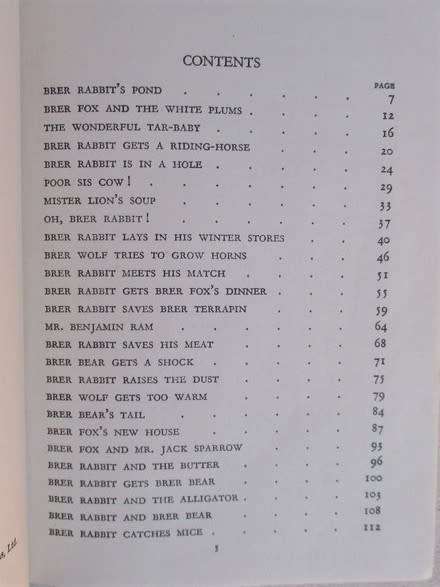 CONTENTS
PAGE
BRER RABBIT'S POND . . . . . . 7
BRER FOX AND THE WHITE PLUMS . . . . 12
THE WONDERFUL TAR-BABY . . . . . 16
BRER RABBIT GETS A RIDING-HORSE . . . . 20
BRER RABBIT IS IN A HOLE . . . . . 24
POOR SIS COW! . . . . . . 29
MISTER LION'S SOUP . . . . . . 33
OH, BRER RABBIT! . . . . . . 37
BRER RABBIT LAYS IN HIS WINTER STORES . . 40
BRER WOLF TRIES TO GROW HORNS . . . . 46
BRER RABBIT MEETS HIS MATCH . . . . 51
BRER RABBIT GETS BRER FOX'S DINNER . . . 55
BRER RABBIT SAVES BRER TERRAPIN . . . 59
MR. BENJAMIN RAM . . . . . 64
BRER RABBIT SAVES HIS MEAT . . . . 68
BRER BEAR GETS A SHOCK . . . . . 71
BRER RABBIT RAISES THE DUST . . . . 75
BRER WOLF GETS TOO WARM . . . . 79
BRER BEAR'S TAIL . . . . . . 84
BRER FOX'S NEW HOUSE . . . . . 87
BRER FOX AND MR. JACK SPARROW . . . 93
BRER RABBIT AND THE BUTTER . . . . 96
BRER RABBIT GETS BRER BEAR . . . . 100
BRER RABBIT AND THE ALLIGATOR . . . . 103
BRER RABBIT AND BRER BEAR . . . . 108
BRER RABBIT CATCHES MICE . . . . . 112
5
Ltd